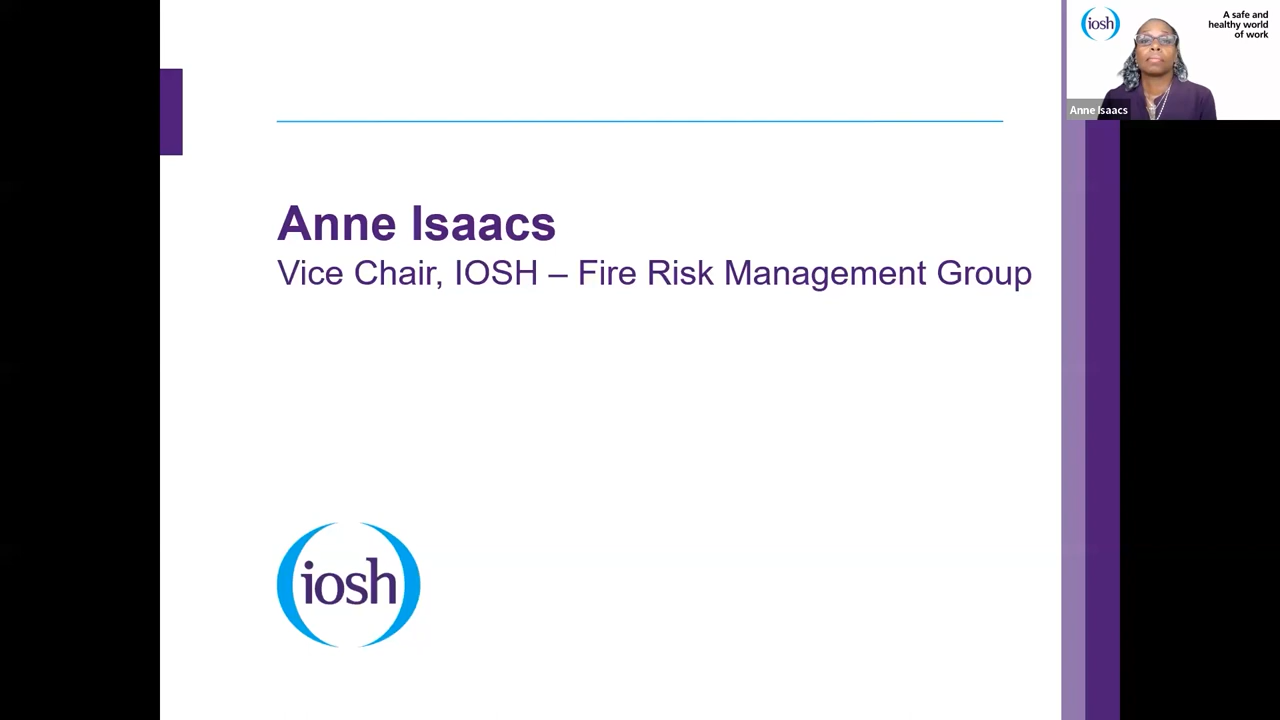 iosh
A safe and
healthy world
of work
Anne Isaacs
Anne Isaacs
Vice Chair, IOSH – Fire Risk Management Group
iosh